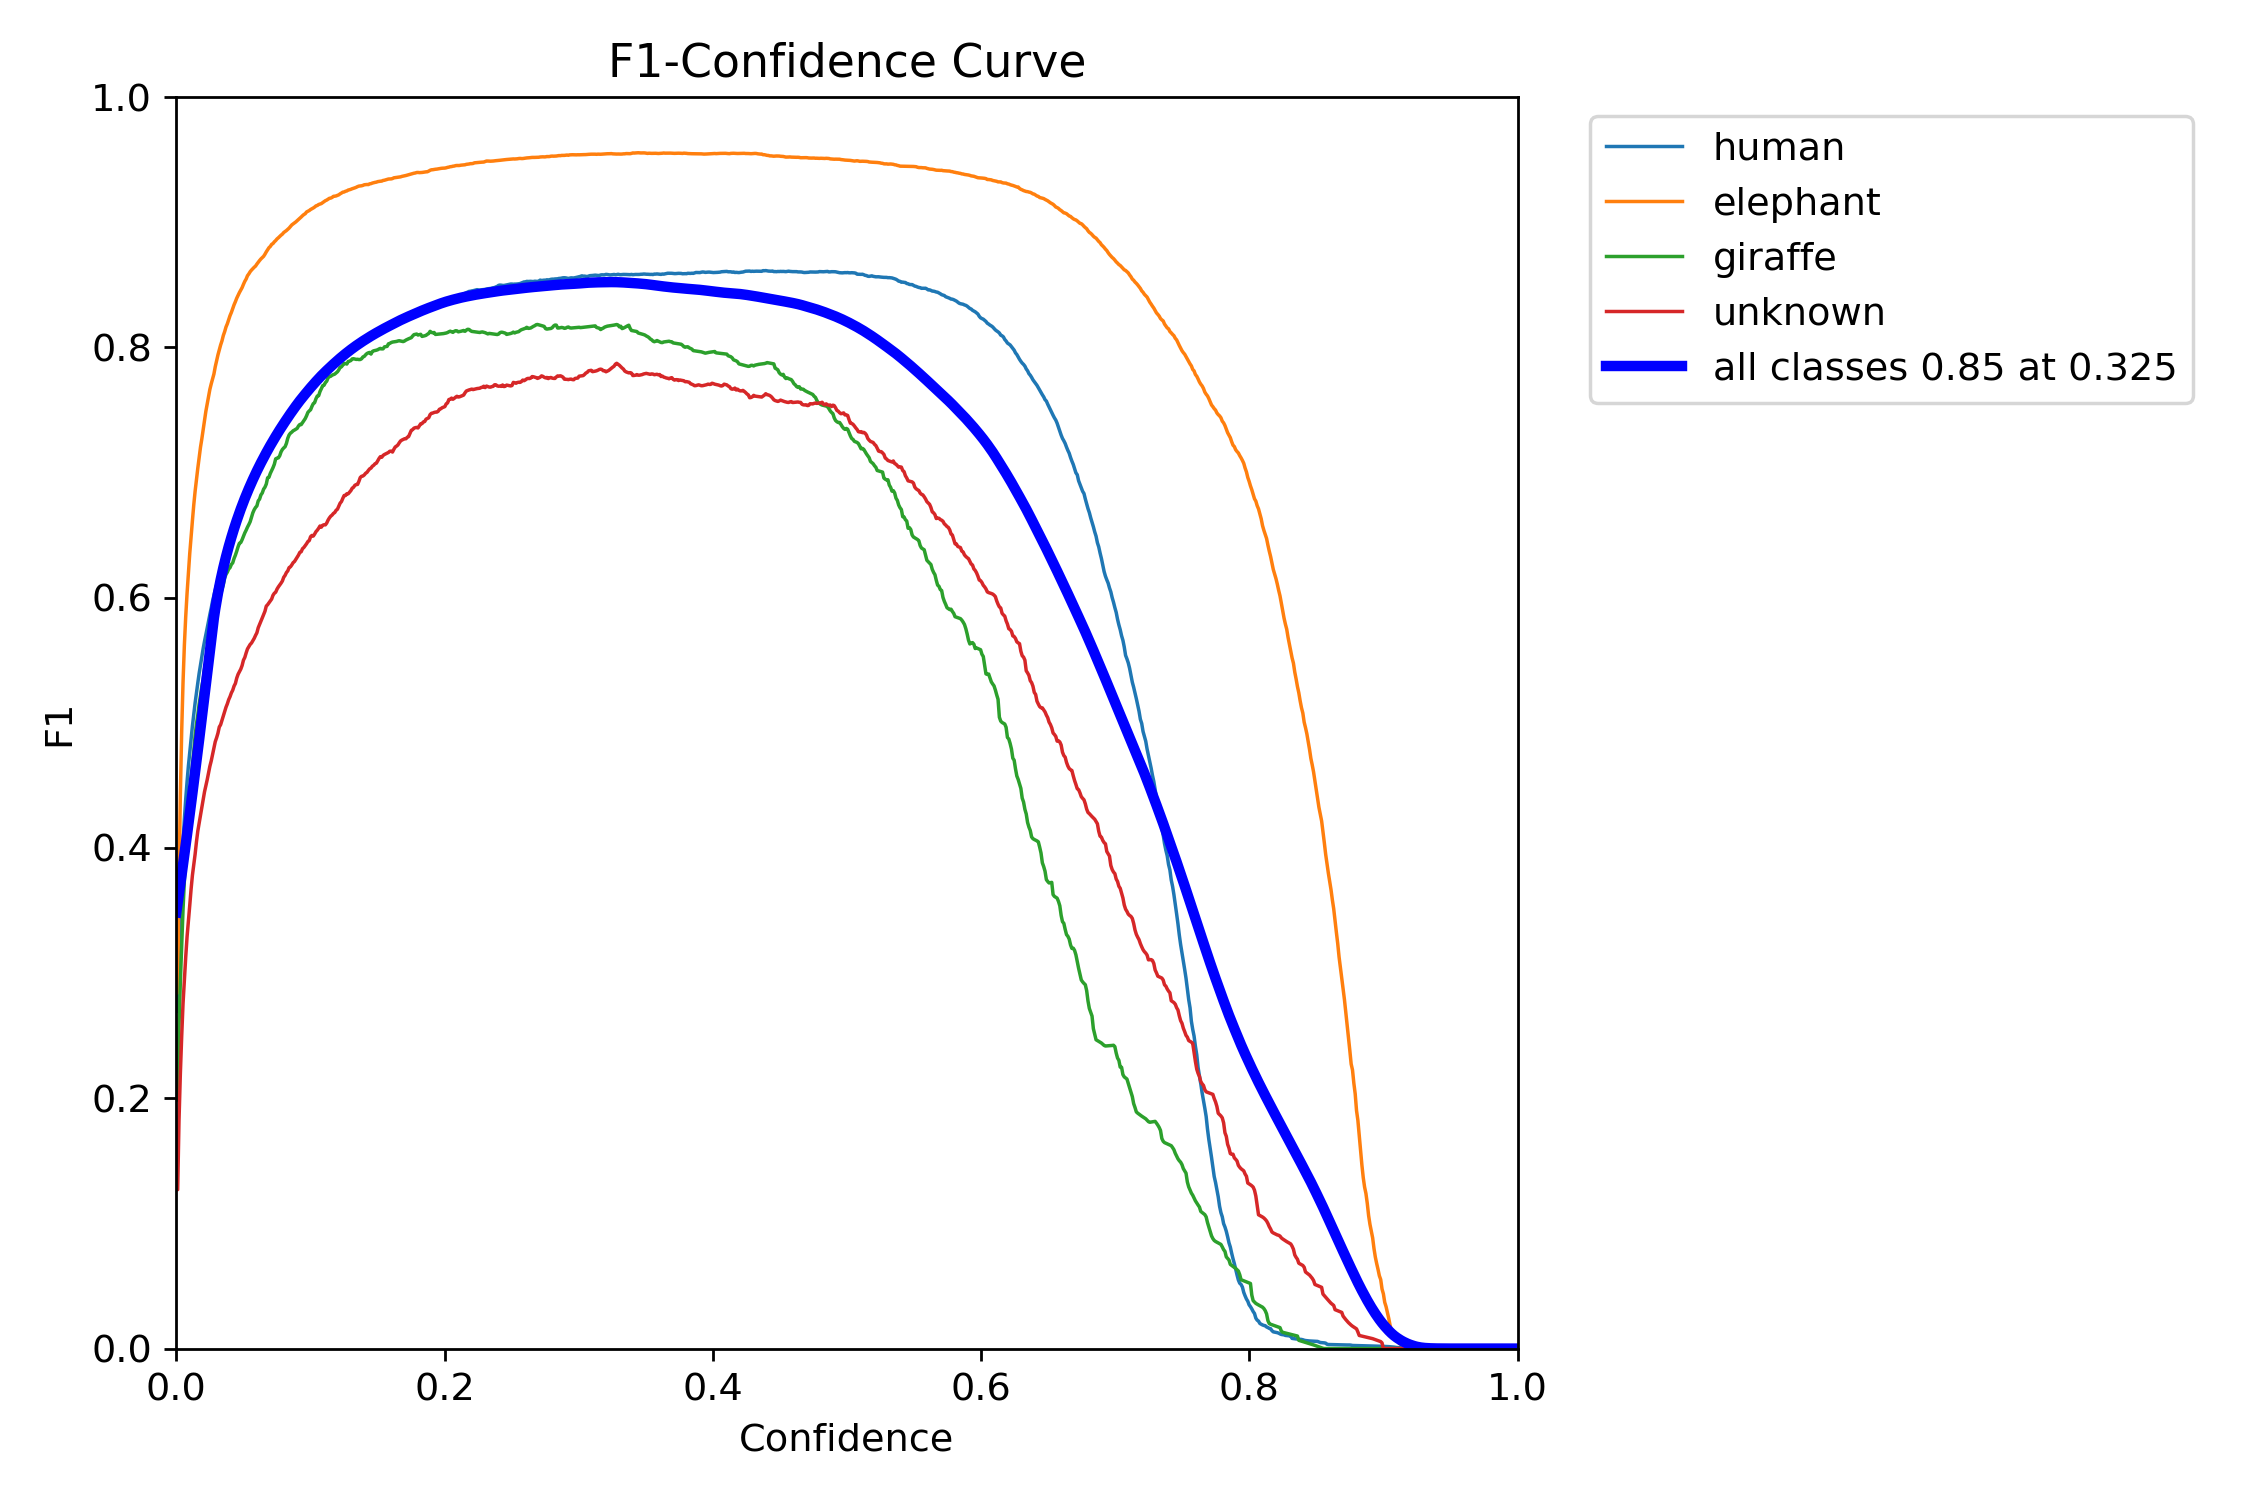 F1-Confidence Curve
1.0
0.8
0.6
0.4
0.2
0.0
F1
0.0 0.2 0.4 0.6 0.8 1.0
Confidence
human
elephant
giraffe
unknown
all classes 0.85 at 0.325